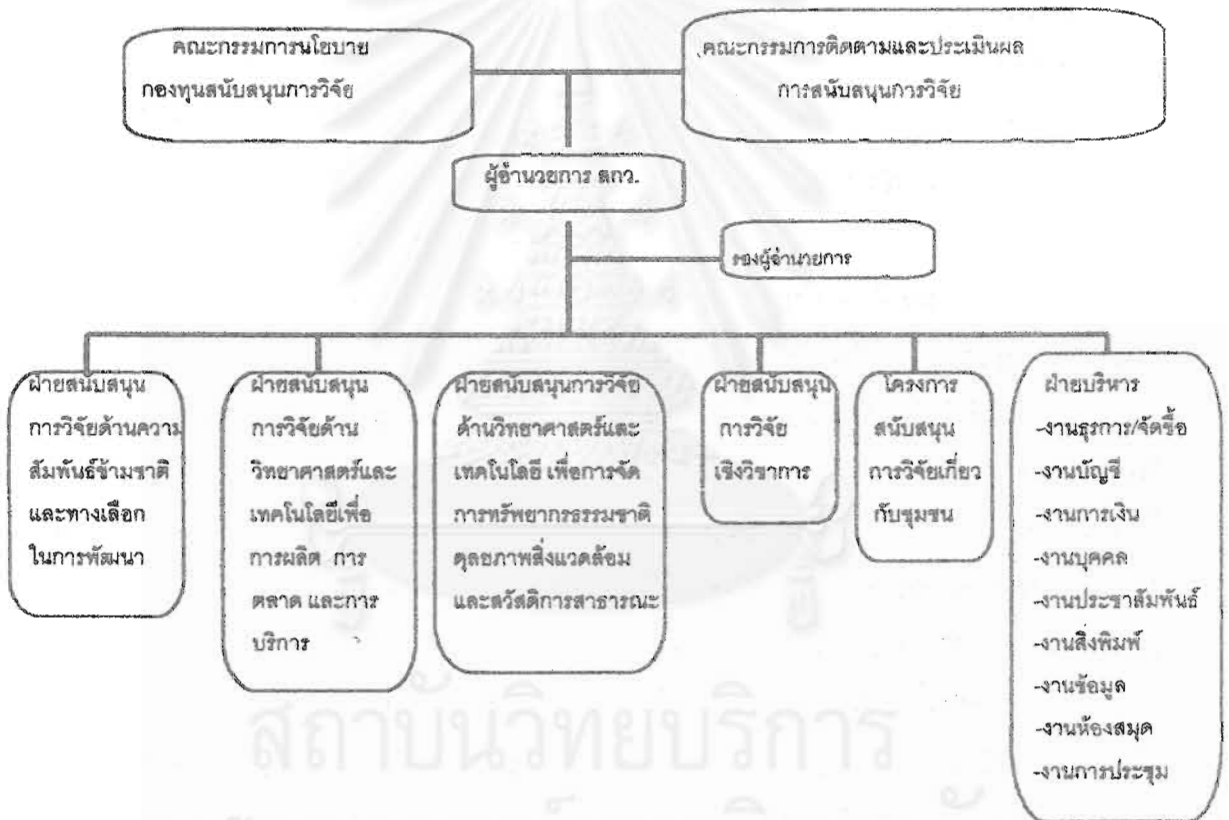 คณะกรรมการนโยบาย
กองทุนสนับสนุนการวิจัย
คณะกรรมการติดตามและประเมินผล
การสนับสนุนการวิจัย
ผู้อำนวยการ สกว.
รองผู้อำนวยการ
ฝ่ายสนับสนุน
การวิจัยด้านความ
สัมพันธ์ข้ามชาติ
และทางเลือก
ในการพัฒนา
ฝ่ายสนับสนุน
การวิจัยด้าน
วิทยาศาสตร์และ
เทคโนโลยีเพื่อ
การผลิต การ
ตลาด และการ
บริการ
ฝ่ายสนับสนุนการวิจัย
ด้านวิทยาศาสตร์และ
เทคโนโลยี เพื่อการจัด
การทรัพยากรธรรมชาติ
ดุลยภาพสิ่งแวดล้อม
และสวัสดิการสาธารณะ
ฝ่ายสนับสนุน
การวิจัย
เชิงวิชาการ
โครงการ
สนับสนุน
การวิจัยเกี่ยว
กับชุมชน
ฝ่ายบริหาร
-งานธุรการ/จัดซื้อ
-งานบัญชี
-งานการเงิน
-งานบุคคล
-งานประชาสัมพันธ์
-งานสิ่งพิมพ์
-งานข้อมูล
-งานห้องสมุด
-งานการประชุม
สถาบันวิทยบริการ